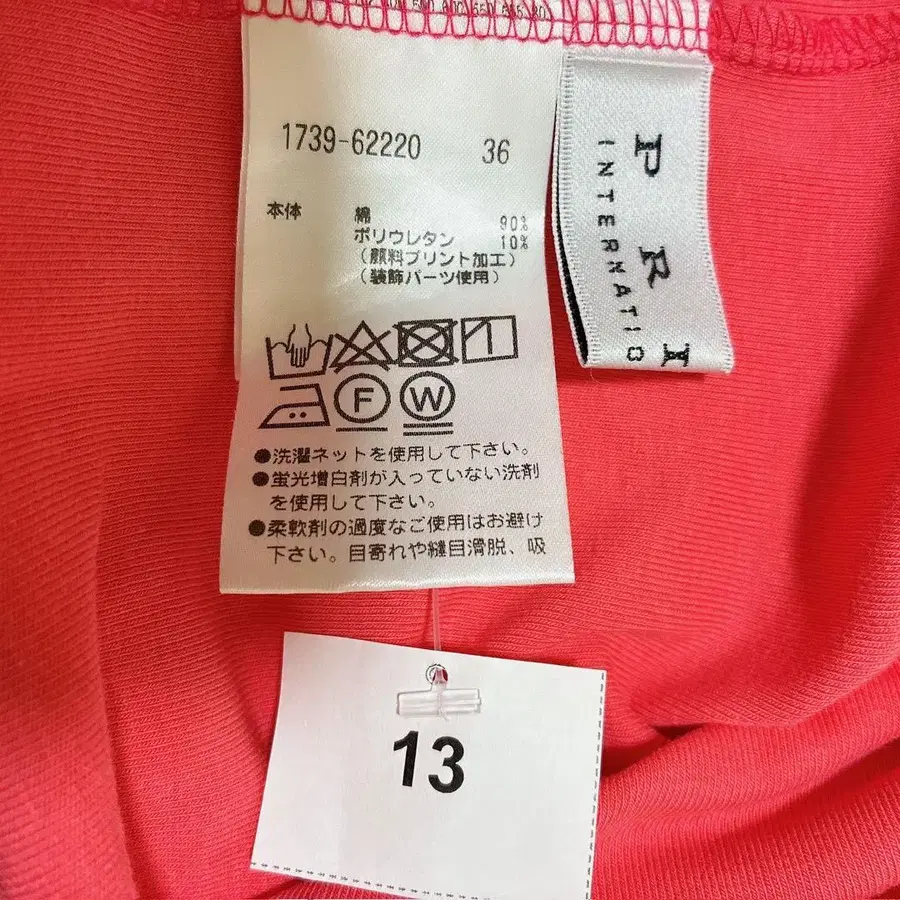 1739-62220 36
本体 綿 90%
ポリウレタン 10%
(顔料プリント加工)
(装飾パーツ使用)
F W
●洗濯ネットを使用して下さい。
●蛍光増白剤が入っていない洗剤
を使用して下さい。
●柔軟剤の過度なご使用はお避け
下さい。目寄れや縫目滑脱、吸
P R I
INTERNATIO
13